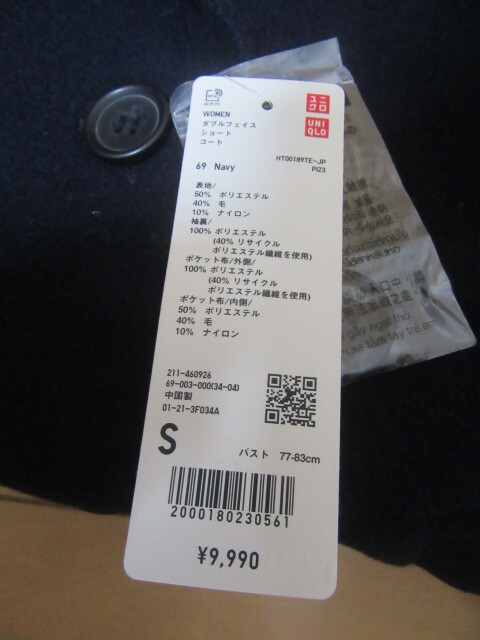 ユニ
クロ
UNI
QLO
WOMEN
ダブルフェイス
ショート
コート
HT00189TE-JP
PI23
69 Navy
表地/
50% ポリエステル
40% 毛
10% ナイロン
袖裏/
100% ポリエステル
(40% リサイクル
ポリエステル繊維を使用)
ポケット布/外側/
100% ポリエステル
(40% リサイクル
ポリエステル繊維を使用)
ポケット布/内側/
50% ポリエステル
40% 毛
10% ナイロン
211-460926
69-003-000(34-04)
中国製
01-21-3F034A
S
バスト 77-83cm
2000180230561
¥9,990
gây ngạt thở.
tầm tay trẻ em